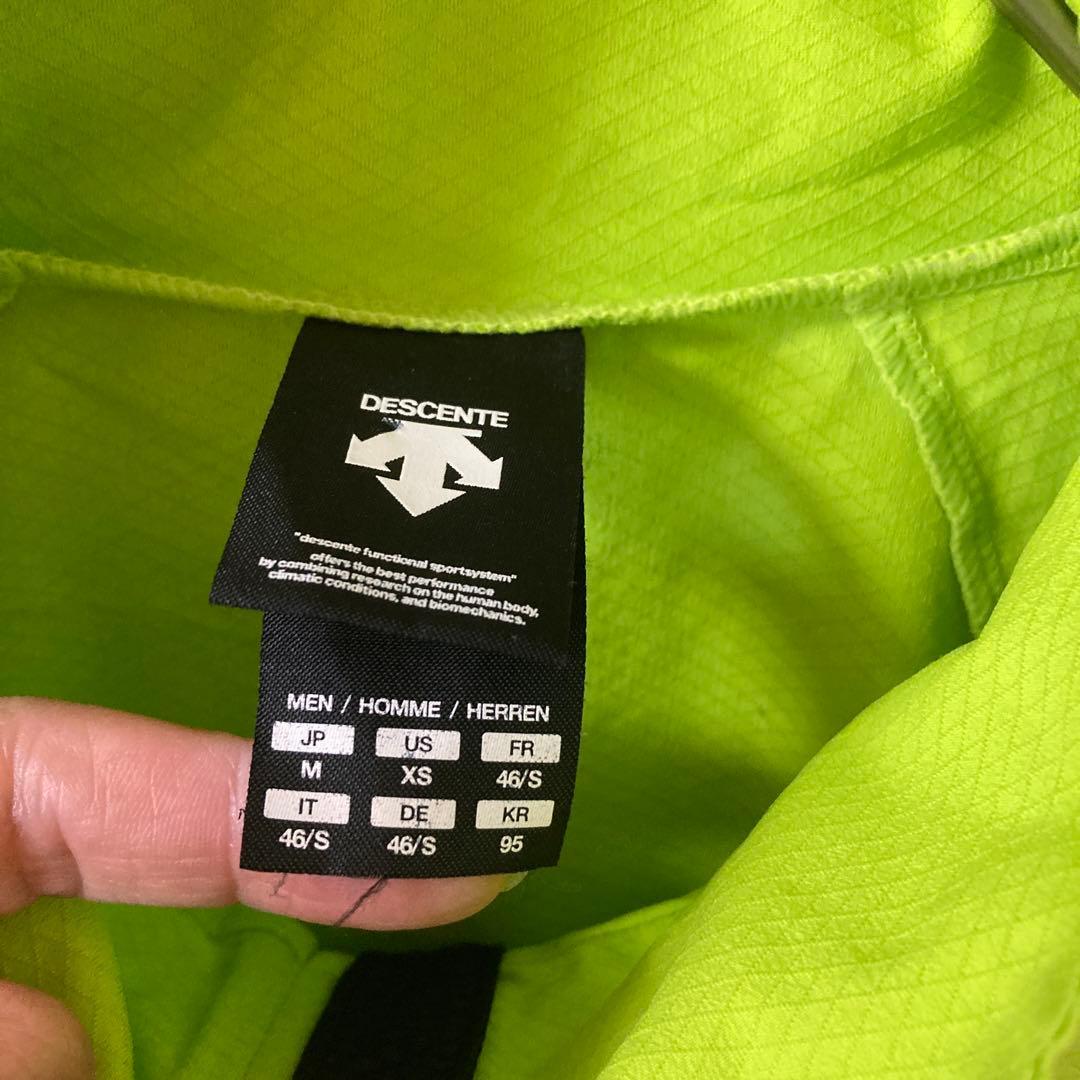 DESCENTE
"descente functional sportsystem"
offers the best performance
by combining research on the human body,
climatic conditions, and biomechanics.
MEN / HOMME / HERREN
JP US FR
M XS 46/S
IT DE KR
46/S 46/S 95